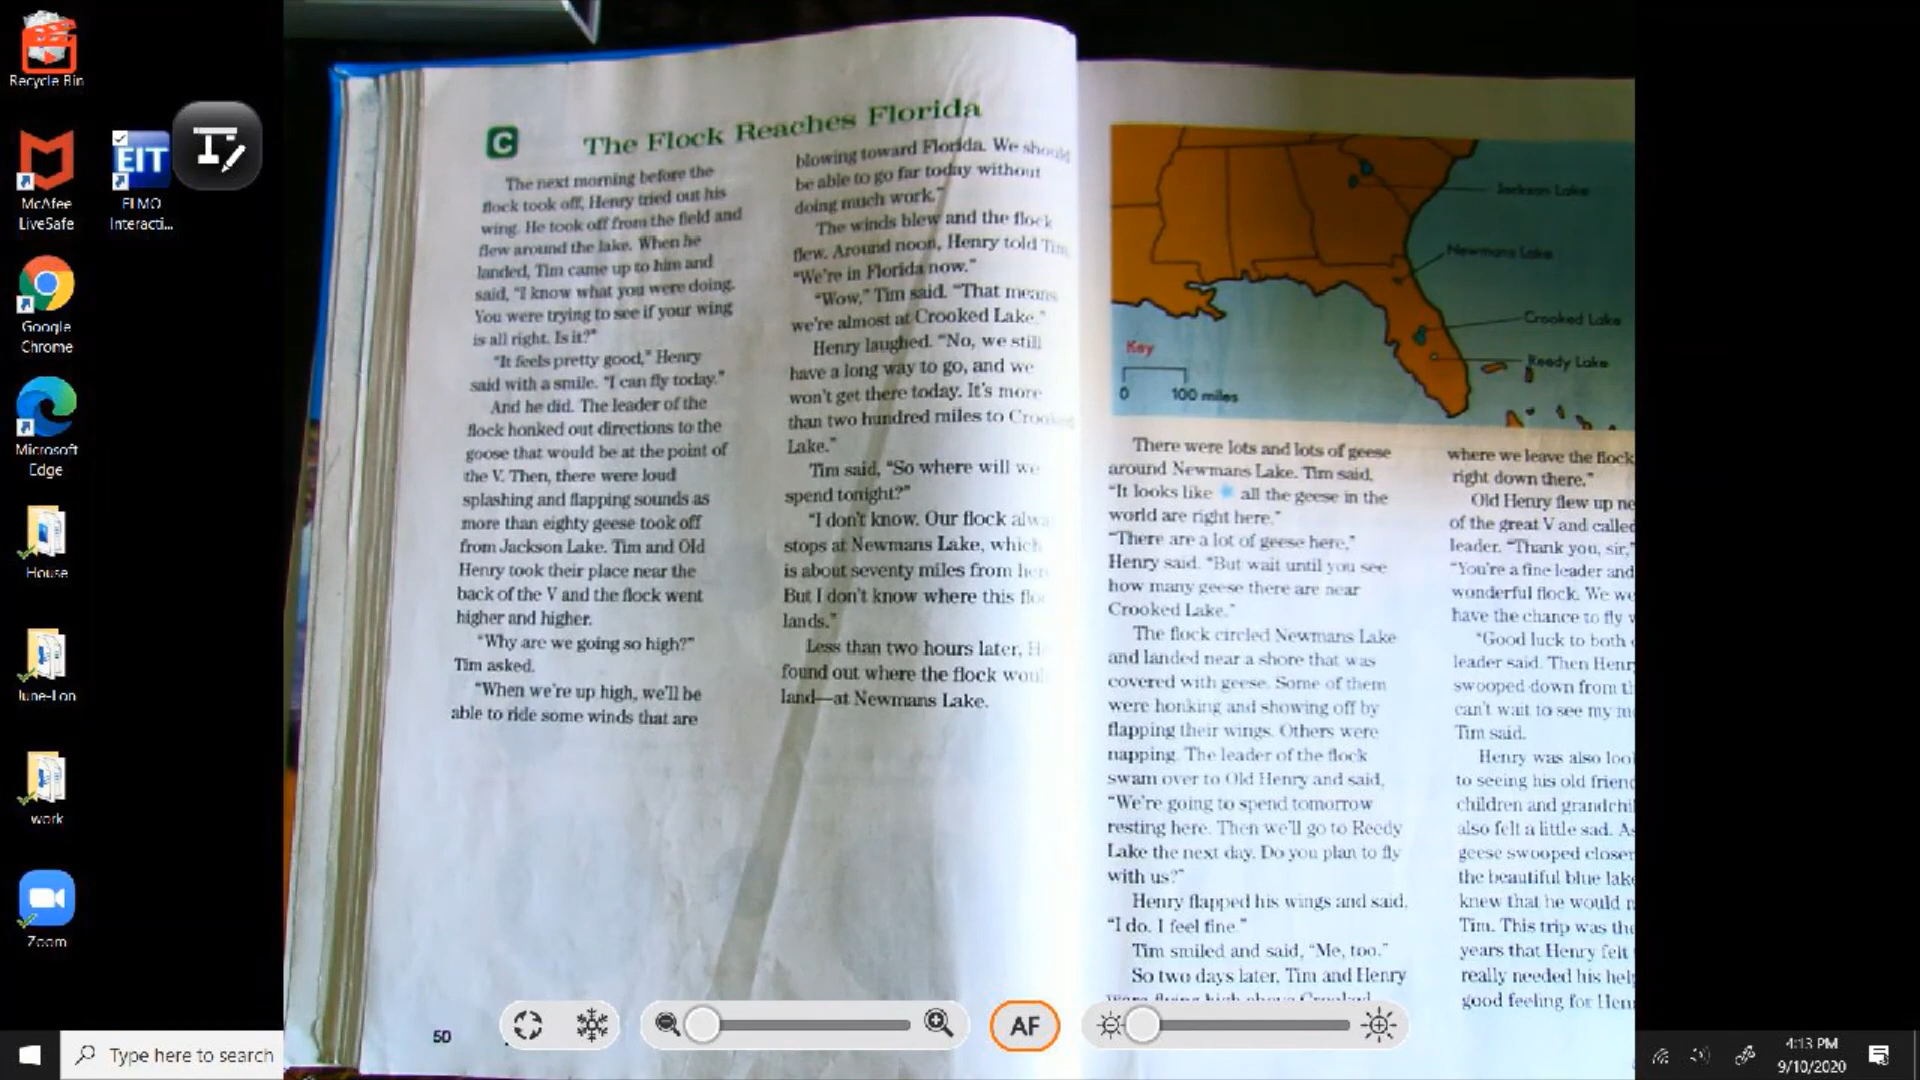 Recycle Bin
McAfee
LiveSafe
EIT
ELMO
Interacti...
Google
Chrome
Microsoft
Edge
House
June-Lon
work
Zoom
C
The Flock Reaches Florida
The next morning before the
flock took off, Henry tried out his
wing. He took off from the field and
flew around the lake. When he
landed, Tim came up to him and
said, “I know what you were doing.
You were trying to see if your wing
is all right. Is it?”
“It feels pretty good,” Henry
said with a smile. “I can fly today.”
And he did. The leader of the
flock honked out directions to the
goose that would be at the point of
the V. Then, there were loud
splashing and flapping sounds as
more than eighty geese took off
from Jackson Lake. Tim and Old
Henry took their place near the
back of the V and the flock went
higher and higher.
“Why are we going so high?”
Tim asked.
“When we’re up high, we’ll be
able to ride some winds that are
blowing toward Florida. We should
be able to go far today without
doing much work.”
The winds blew and the flock
flew. Around noon, Henry told Tim,
“We’re in Florida now.”
“Wow,” Tim said. “That means
we’re almost at Crooked Lake.”
Henry laughed. “No, we still
have a long way to go, and we
won’t get there today. It’s more
than two hundred miles to Crooked
Lake.”
Tim said, “So where will we
spend tonight?”
“I don’t know. Our flock
stops at Newmans Lake, which
is about seventy miles from
But I don’t know where this
lands.”
Less than two hours later,
found out where the flock
land—at Newmans Lake.
50
Jackson Lake
Newmans Lake
Crooked Lake
Reedy Lake
Key
0 100 miles
There were lots and lots of geese
around Newmans Lake. Tim said,
“It looks like all the geese in the
world are right here.”
“There are a lot of geese here,”
Henry said. “But wait until you see
how many geese there are near
Crooked Lake.”
The flock circled Newmans Lake
and landed near a shore that was
covered with geese. Some of them
were honking and showing off by
flapping their wings. Others were
napping. The leader of the flock
swam over to Old Henry and said,
“We’re going to spend tomorrow
resting here. Then we’ll go to Reedy
Lake the next day. Do you plan to fly
with us?”
Henry flapped his wings and said,
“I do. I feel fine.”
Tim smiled and said, “Me, too.”
So two days later, Tim and Henry
where we leave the flock
right down there.”
Old Henry flew up
of the great V and called
leader. “Thank you, sir,”
“You’re a fine leader and
wonderful flock. We
have the chance to fly
“Good luck to both
leader said. Then Henry
swooped down from
can’t wait to see my
Tim said.
Henry was also
to seeing his old
children and
also felt a little sad.
geese swooped closer
the beautiful blue lake
knew that he would
Tim. This trip was the
years that Henry felt
really needed his
good feeling for
AF
Type here to search
4:13 PM
9/10/2020